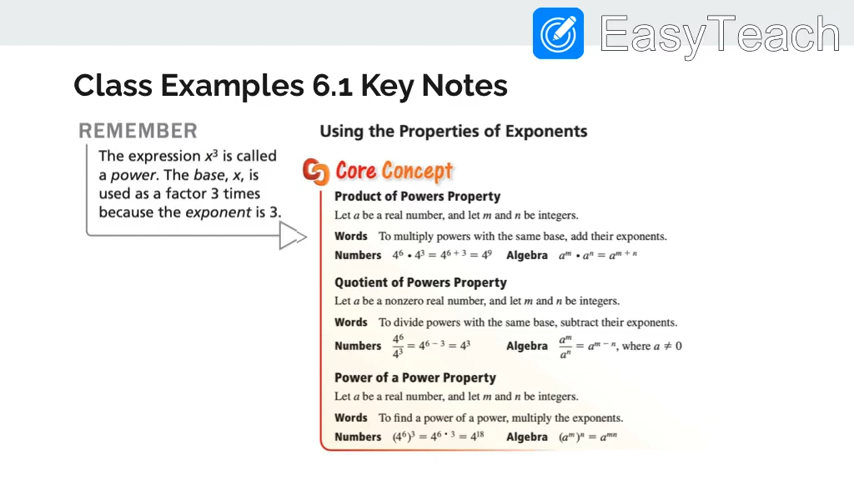 EasyTeach
Class Examples 6.1 Key Notes
REMEMBER
The expression x³ is called
a power. The base, x, is
used as a factor 3 times
because the exponent is 3.
Using the Properties of Exponents
Core Concept
Product of Powers Property
Let a be a real number, and let m and n be integers.
Words To multiply powers with the same base, add their exponents.
Numbers 4⁶ • 4³ = 4⁶ ⁺ ³ = 4⁹ Algebra aᵐ • aⁿ = aᵐ ⁺ ⁿ
Quotient of Powers Property
Let a be a nonzero real number, and let m and n be integers.
Words To divide powers with the same base, subtract their exponents.
Numbers 4⁶/4³ = 4⁶ ⁻ ³ = 4³ Algebra aᵐ/aⁿ = aᵐ ⁻ ⁿ, where a ≠ 0
Power of a Power Property
Let a be a real number, and let m and n be integers.
Words To find a power of a power, multiply the exponents.
Numbers (4⁶)³ = 4⁶ • ³ = 4¹⁸ Algebra (aᵐ)ⁿ = aᵐⁿ